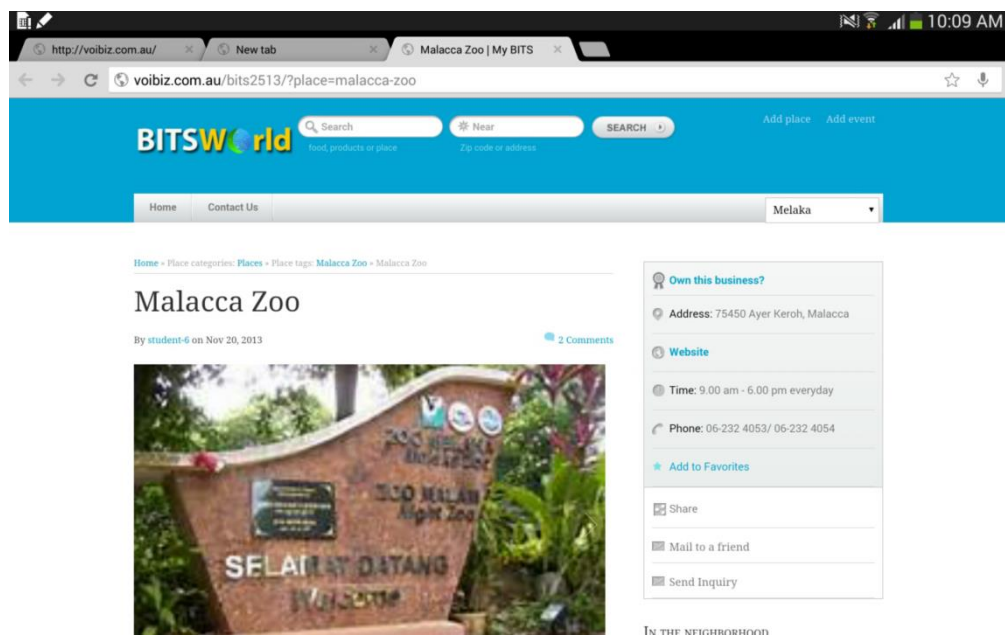 10:09 AM
http://voibiz.com.au/
New tab
Malacca Zoo | My BITS
voibiz.com.au/bits2513/?place=malacca-zoo
BITSWorld
Search
Near
SEARCH
Add place Add event
food, products or place
Zip code or address
Home Contact Us
Melaka
Home » Place categories: Places » Place tags: Malacca Zoo » Malacca Zoo
Malacca Zoo
By student-6 on Nov 20, 2013
2 Comments
ZOO MELAKA
ZOO MALAM
Night Zoo
SELAMAT DATANG
Welcome
Own this business?
Address: 75450 Ayer Keroh, Malacca
Website
Time: 9.00 am - 6.00 pm everyday
Phone: 06-232 4053/ 06-232 4054
Add to Favorites
Share
Mail to a friend
Send Inquiry
IN THE NEIGHBORHOOD